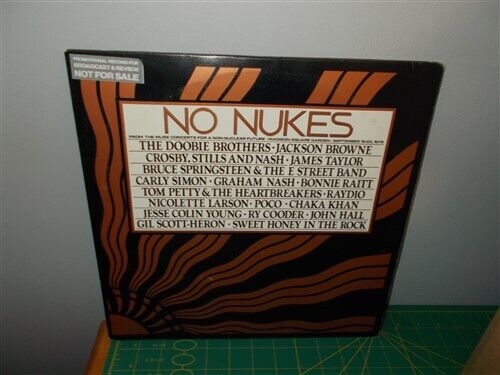 PROMOTIONAL RECORD FOR
BROADCAST & REVIEW
NOT FOR SALE
NO NUKES
FROM THE MUSE CONCERTS FOR A NON-NUCLEAR FUTURE · MADISON SQUARE GARDEN · SEPTEMBER 19-23, 1979
THE DOOBIE BROTHERS · JACKSON BROWNE
CROSBY, STILLS AND NASH · JAMES TAYLOR
BRUCE SPRINGSTEEN & THE E STREET BAND
CARLY SIMON · GRAHAM NASH · BONNIE RAITT
TOM PETTY & THE HEARTBREAKERS · RAYDIO
NICOLETTE LARSON · POCO · CHAKA KHAN
JESSE COLIN YOUNG · RY COODER · JOHN HALL
GIL SCOTT-HERON · SWEET HONEY IN THE ROCK